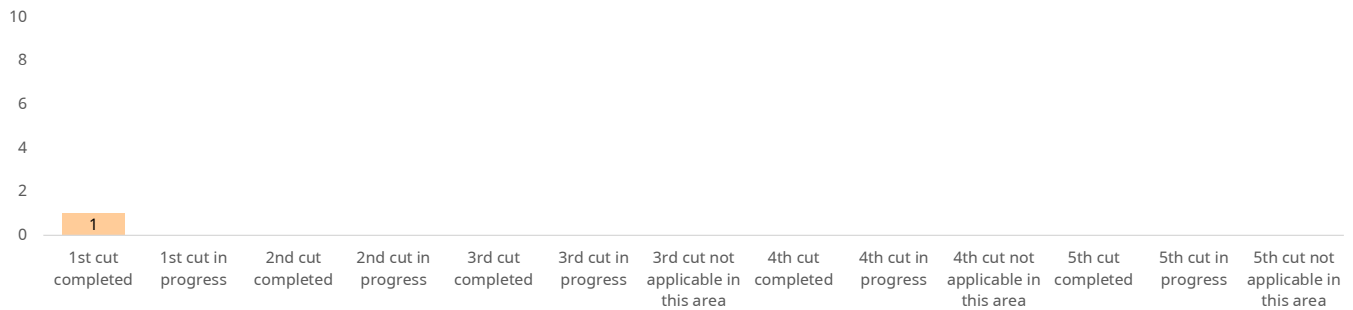 10
8
6
4
2
0
1
1st cut completed
1st cut in progress
2nd cut completed
2nd cut in progress
3rd cut completed
3rd cut in progress
3rd cut not applicable in this area
4th cut completed
4th cut in progress
4th cut not applicable in this area
5th cut completed
5th cut in progress
5th cut not applicable in this area